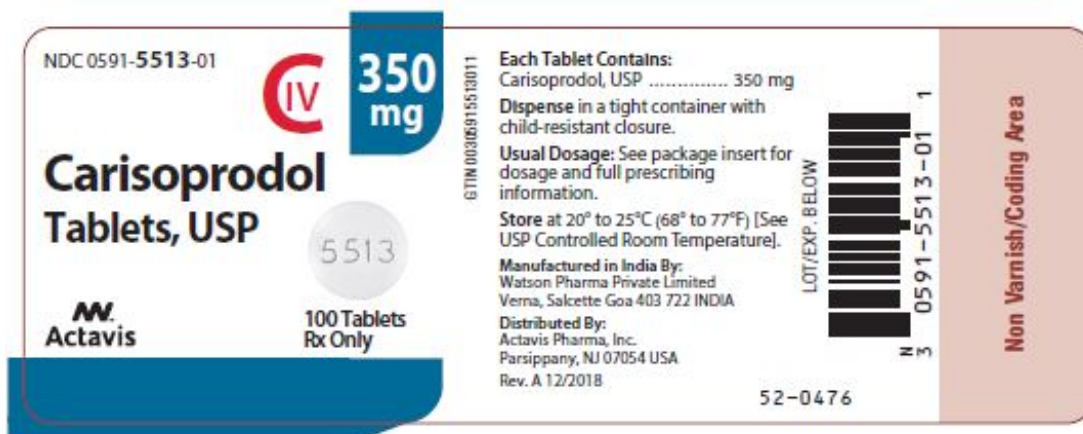 NDC 0591-5513-01
CIV
350
mg
Carisoprodol
Tablets, USP
5513
Actavis
100 Tablets
Rx Only
GTIN 00305915513011
Each Tablet Contains:
Carisoprodol, USP ............... 350 mg
Dispense in a tight container with
child-resistant closure.
Usual Dosage: See package insert for
dosage and full prescribing
information.
Store at 20° to 25°C (68° to 77°F) [See
USP Controlled Room Temperature].
Manufactured in India By:
Watson Pharma Private Limited
Verna, Salcette Goa 403 722 INDIA
Distributed By:
Actavis Pharma, Inc.
Parsippany, NJ 07054 USA
Rev. A 12/2018
LOT/EXP. BELOW
N
3 0591-5513-01 1
52-0476
Non Varnish/Coding Area